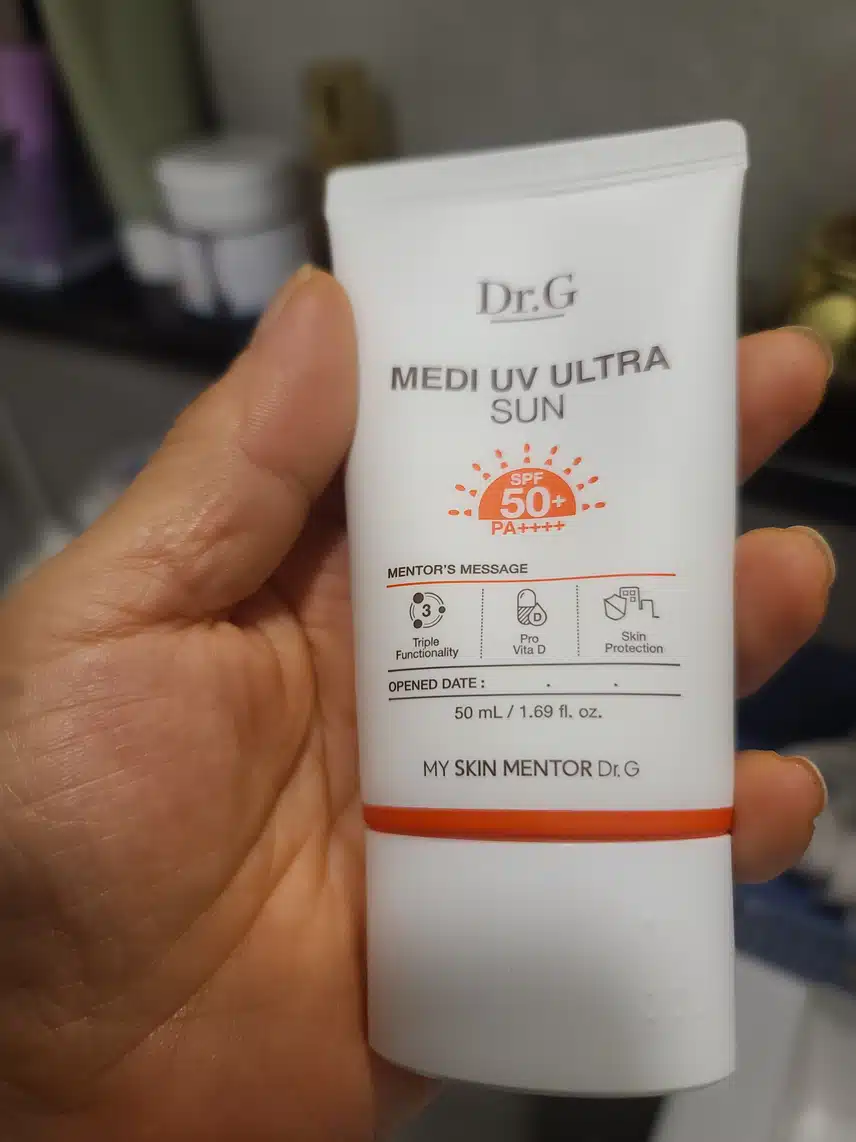 Dr.G
MEDI UV ULTRA
SUN
SPF
50+
PA++++
MENTOR'S MESSAGE
3
Triple
Functionality
D
Pro
Vita D
Skin
Protection
OPENED DATE :        .        .
50 mL / 1.69 fl. oz.
MY SKIN MENTOR Dr.G